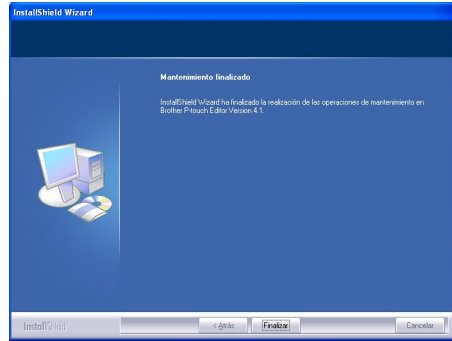 InstallShield Wizard
Mantenimiento finalizado
InstallShield Wizard ha finalizado la realización de las operaciones de mantenimiento en
Brother P-touch Editor Version 4.1.
InstallShield
< Atrás
Finalizar
Cancelar